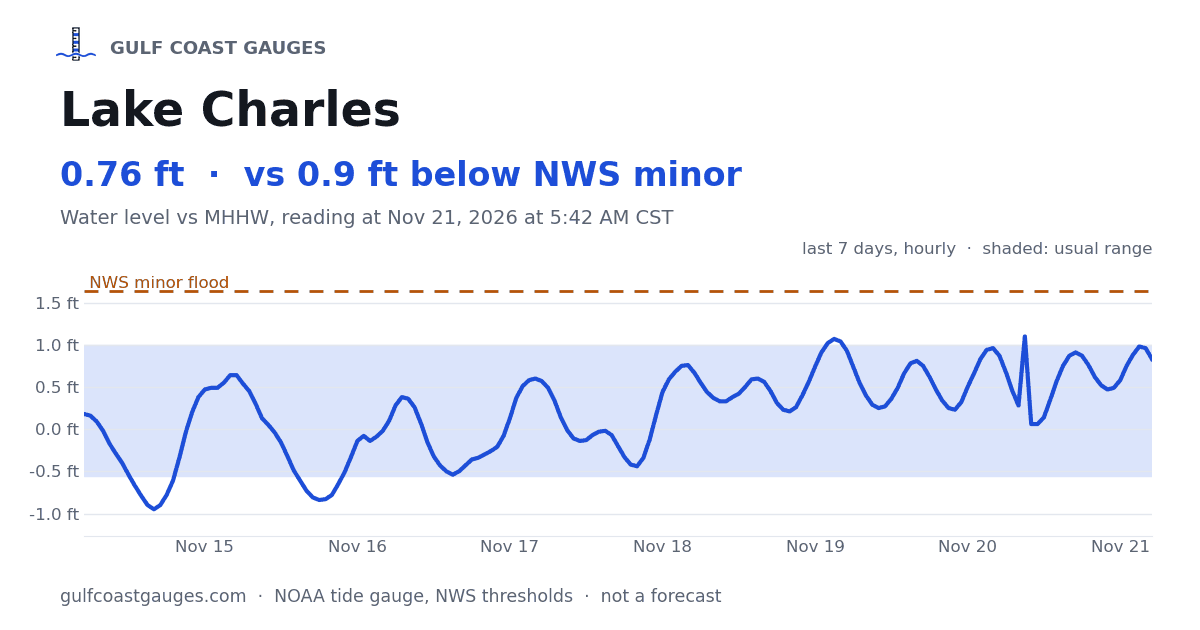 GULF COAST GAUGES
Lake Charles
0.76 ft · vs 0.9 ft below NWS minor
Water level vs MHHW, reading at Nov 21, 2026 at 5:42 AM CST
last 7 days, hourly · shaded: usual range
NWS minor flood
1.5 ft
1.0 ft
0.5 ft
0.0 ft
-0.5 ft
-1.0 ft
Nov 15 Nov 16 Nov 17 Nov 18 Nov 19 Nov 20 Nov 21
gulfcoastgauges.com · NOAA tide gauge, NWS thresholds · not a forecast